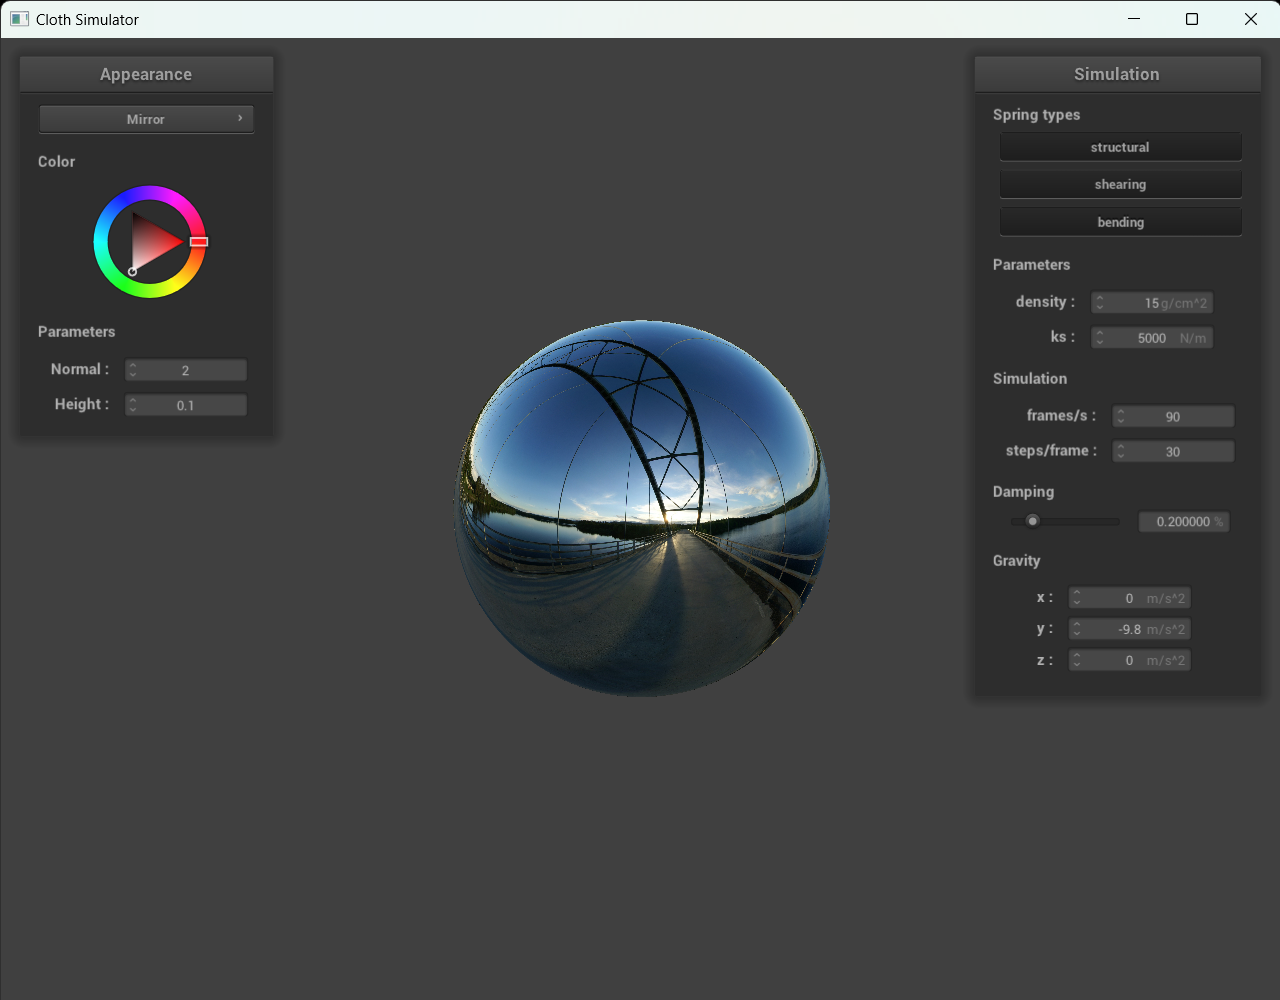 Cloth Simulator
Appearance
Mirror
Color
Parameters
Normal : 2
Height : 0.1
Simulation
Spring types
structural
shearing
bending
Parameters
density : 15 g/cm^2
ks : 5000 N/m
Simulation
frames/s : 90
steps/frame : 30
Damping
0.200000 %
Gravity
x : 0 m/s^2
y : -9.8 m/s^2
z : 0 m/s^2